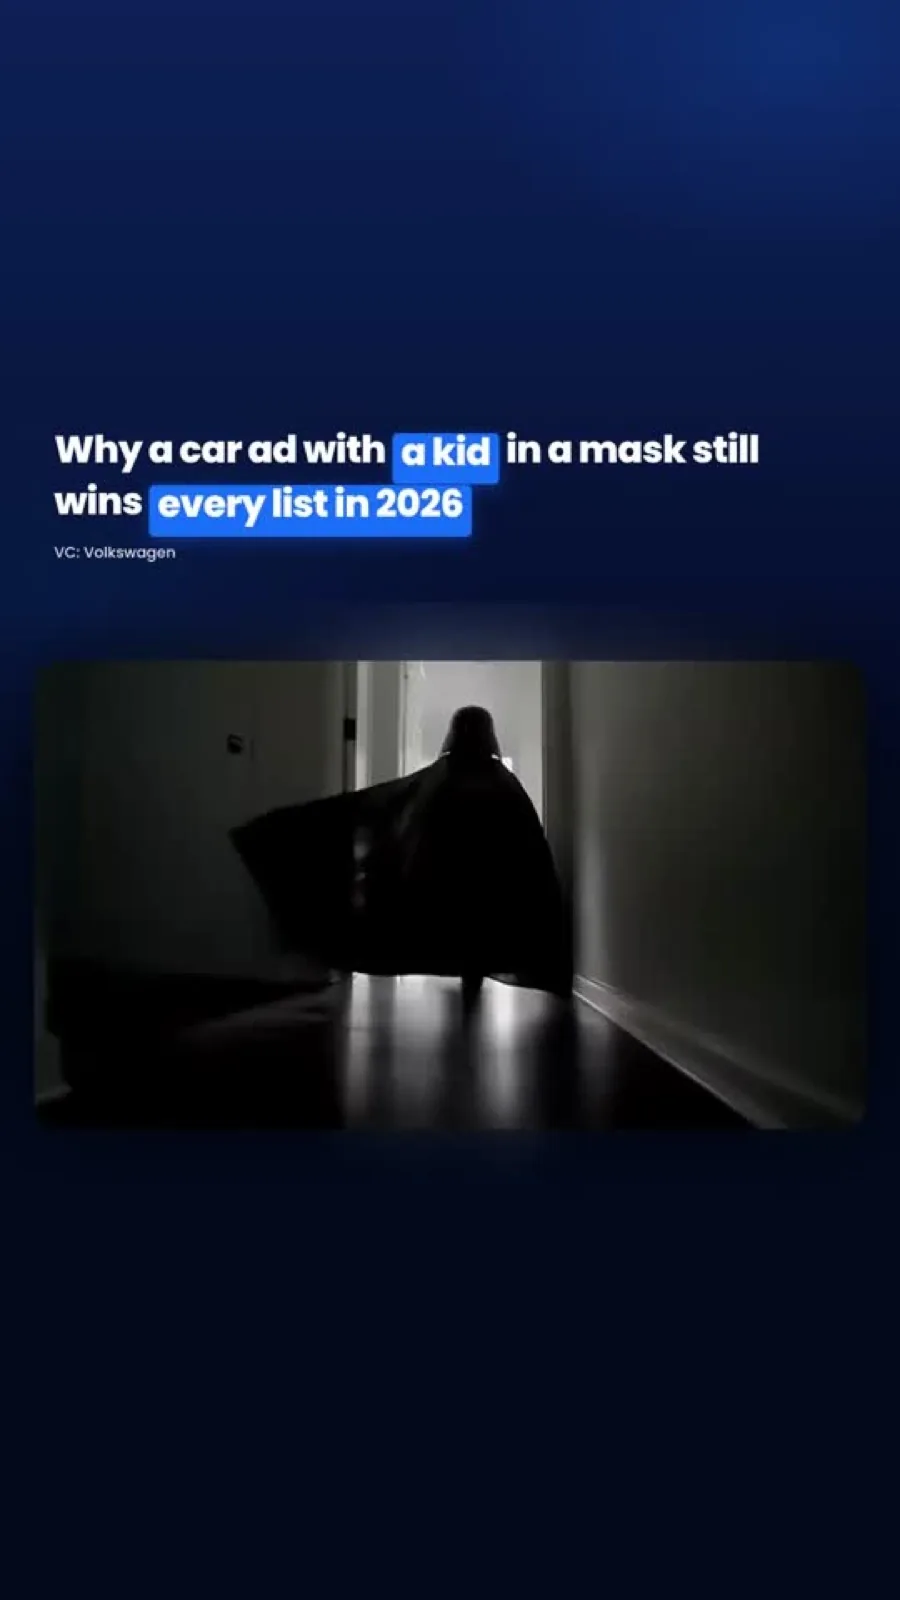 Why a car ad with a kid in a mask still
wins every list in 2026
VC: Volkswagen